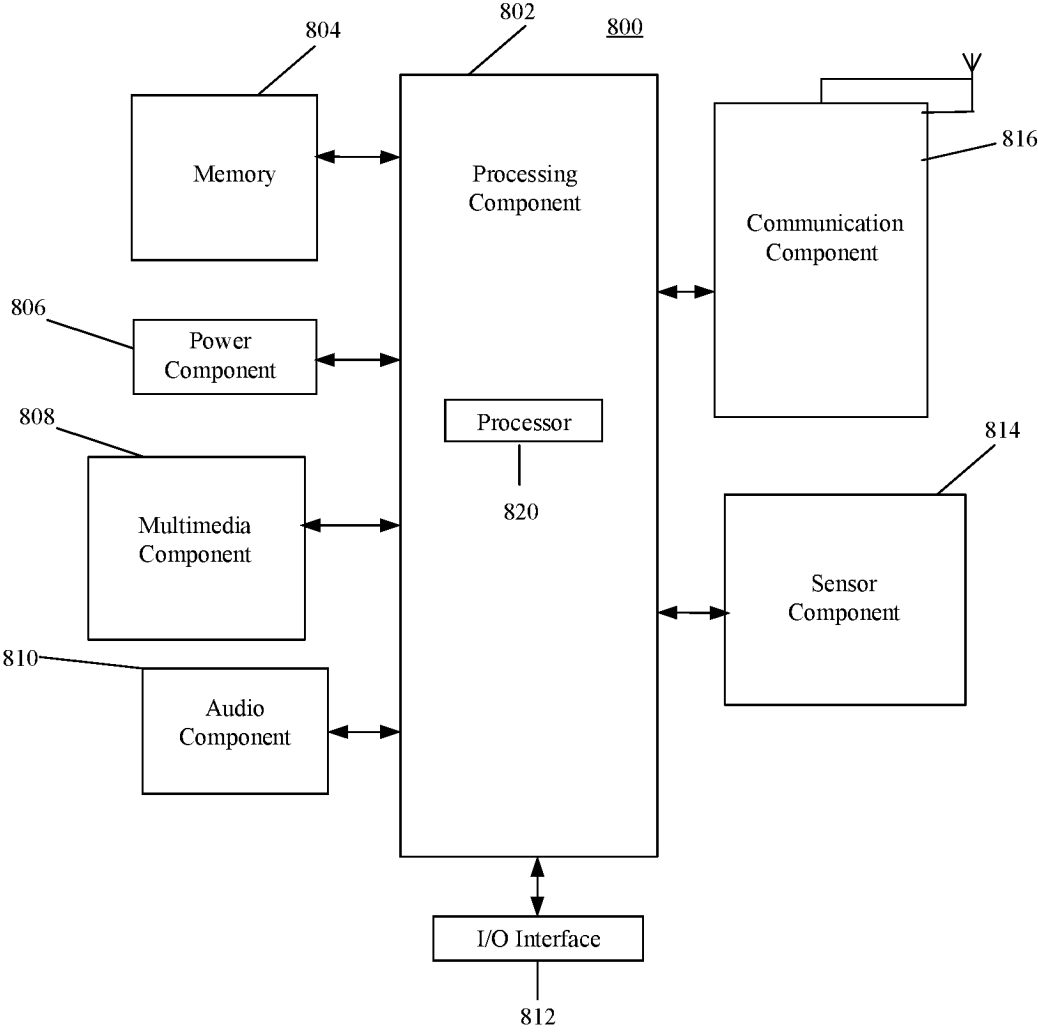 802
800
804
816
Memory
Processing
Component
Communication
Component
806
Power
Component
808
Processor
814
820
Multimedia
Component
Sensor
Component
810
Audio
Component
I/O Interface
812